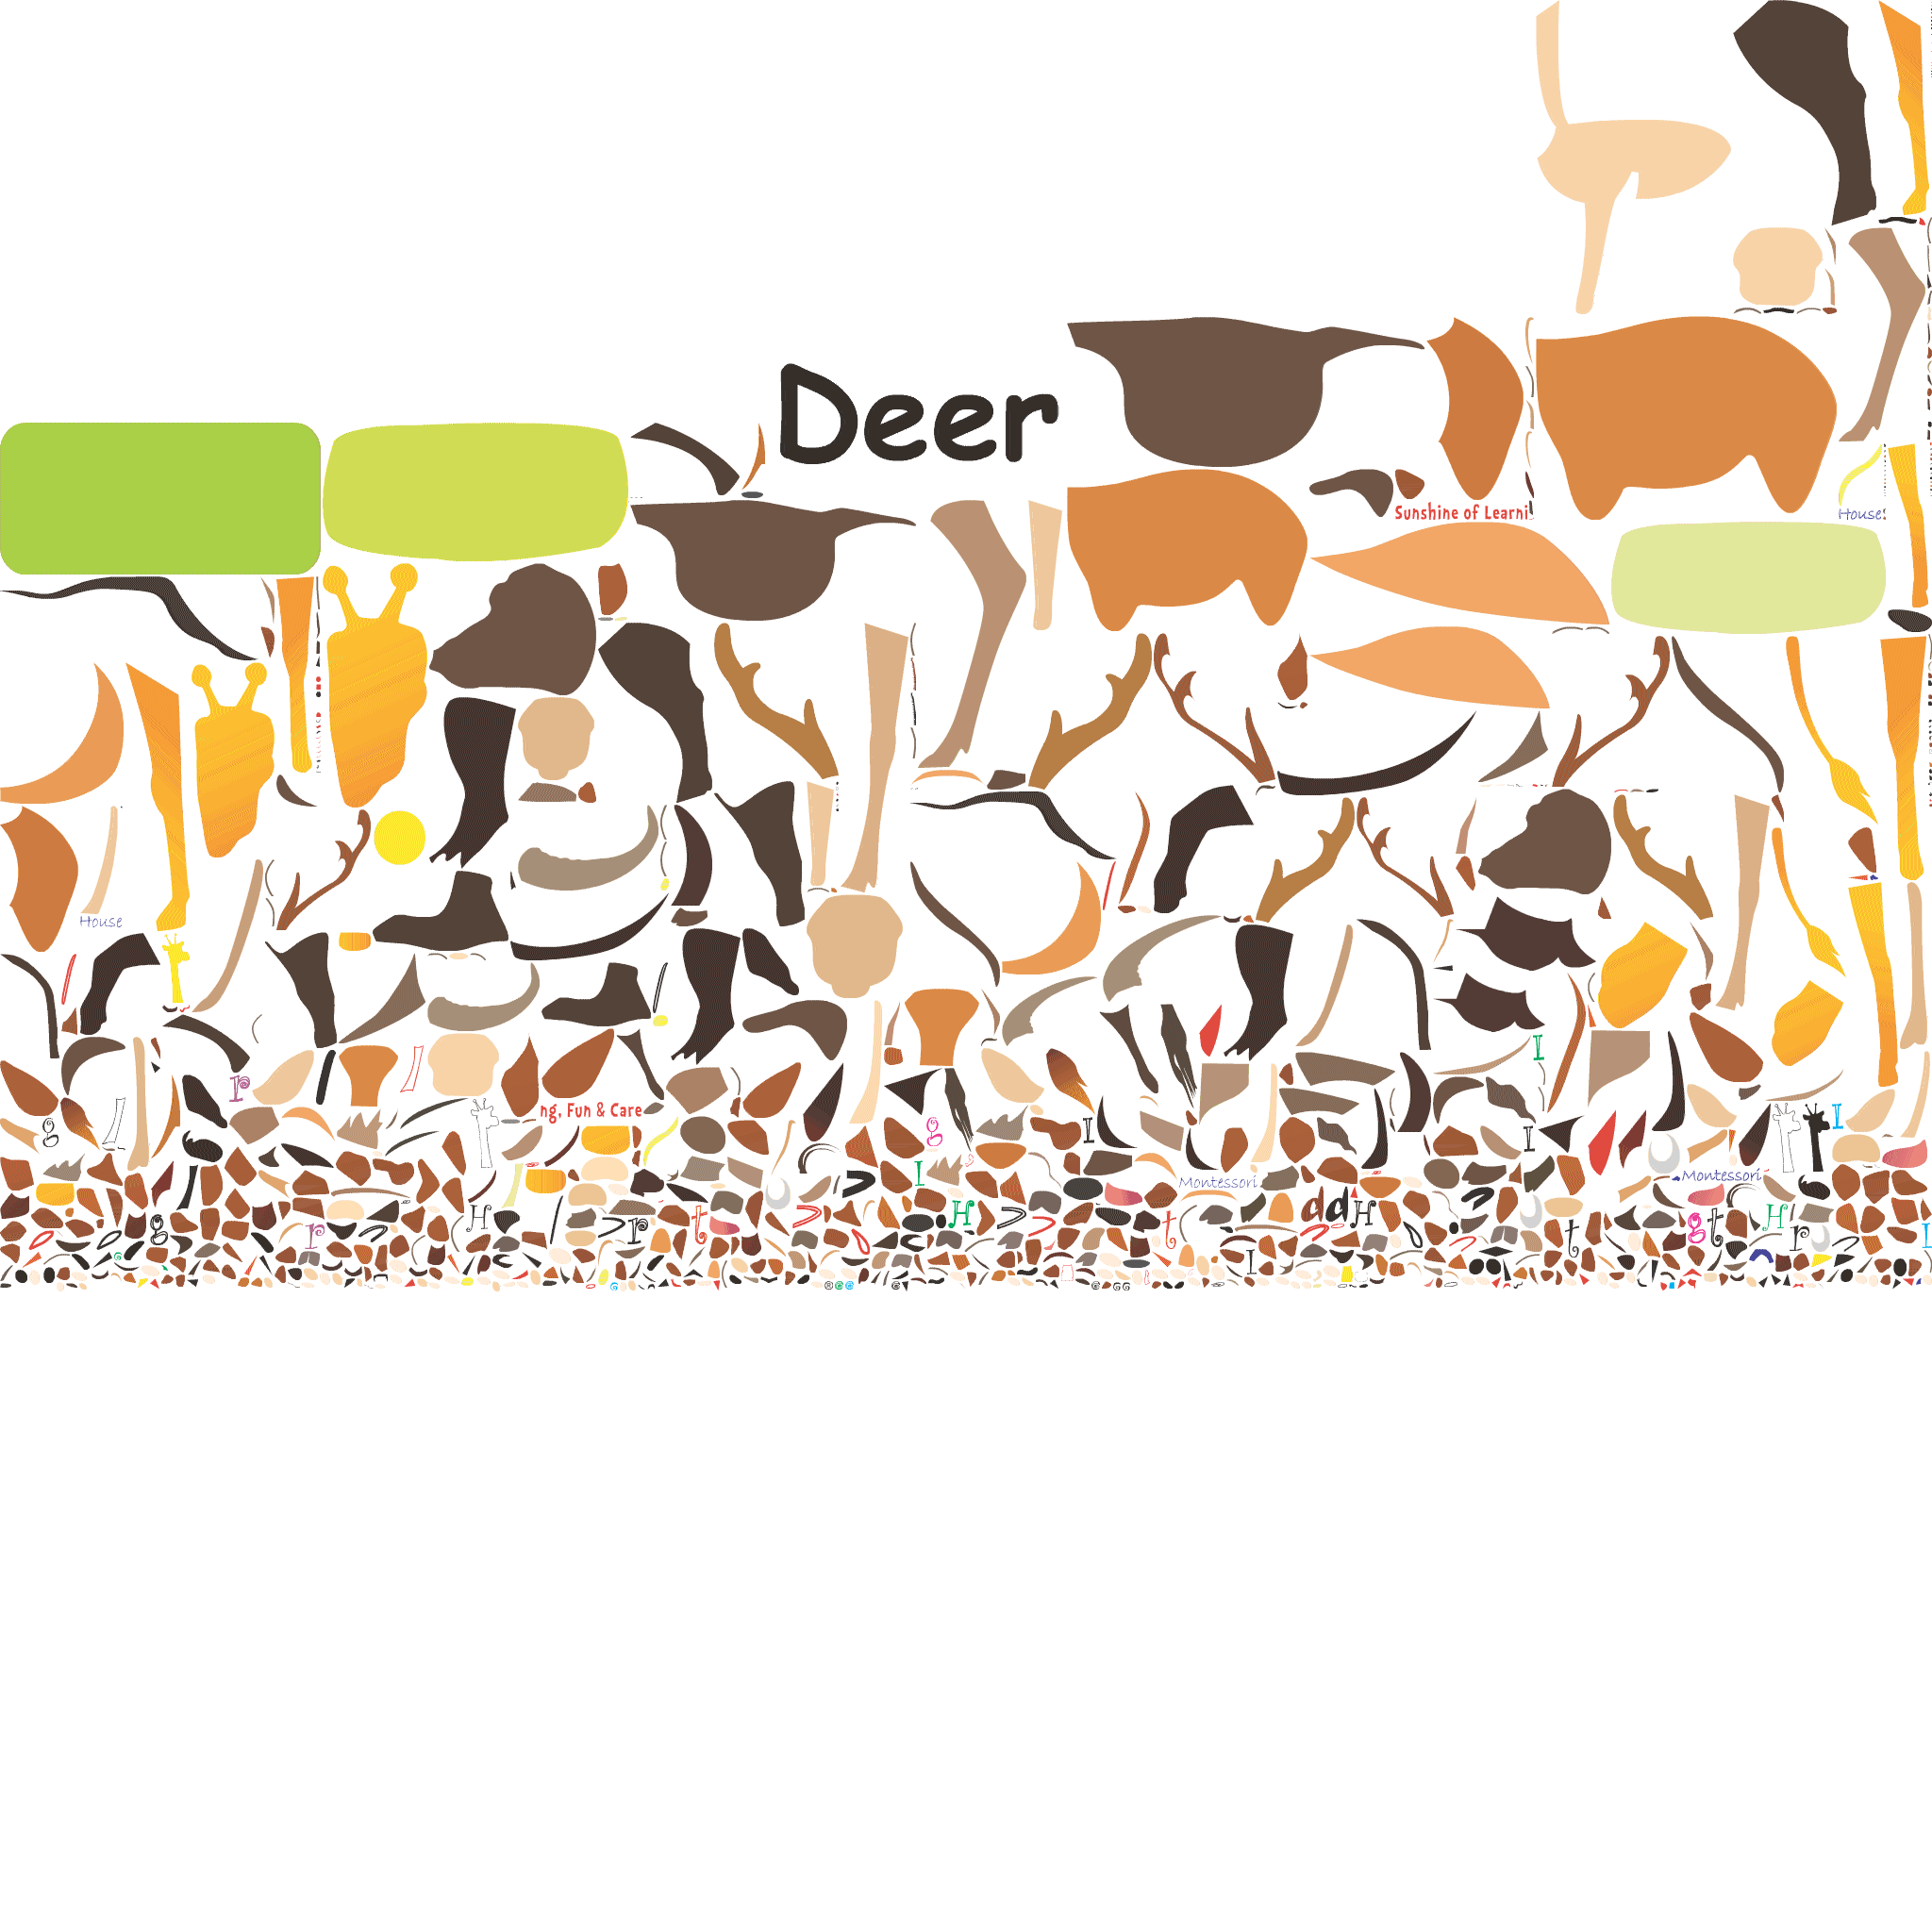 Deer
Sunshine of Learni
House
House
r
ng, Fun & Care
I
g
g
I
I
I
Montessori
Montessori
I
g
H
r
r
t
H
t
d d H
t
g t
H
r
I
I